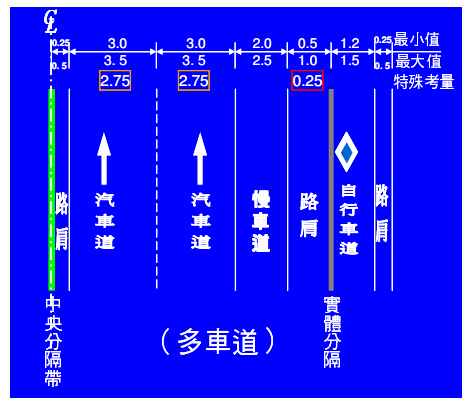 ℄
0.25 3.0 3.0 2.0 0.5 1.2 0.25 最小值
0.5 3.5 3.5 2.5 1.0 1.5 0.5 最大值
2.75 2.75 0.25 特殊考量
路肩
汽車道
汽車道
慢車道
路肩
自行車道
路肩
中央分隔帶
（多車道）
實體分隔